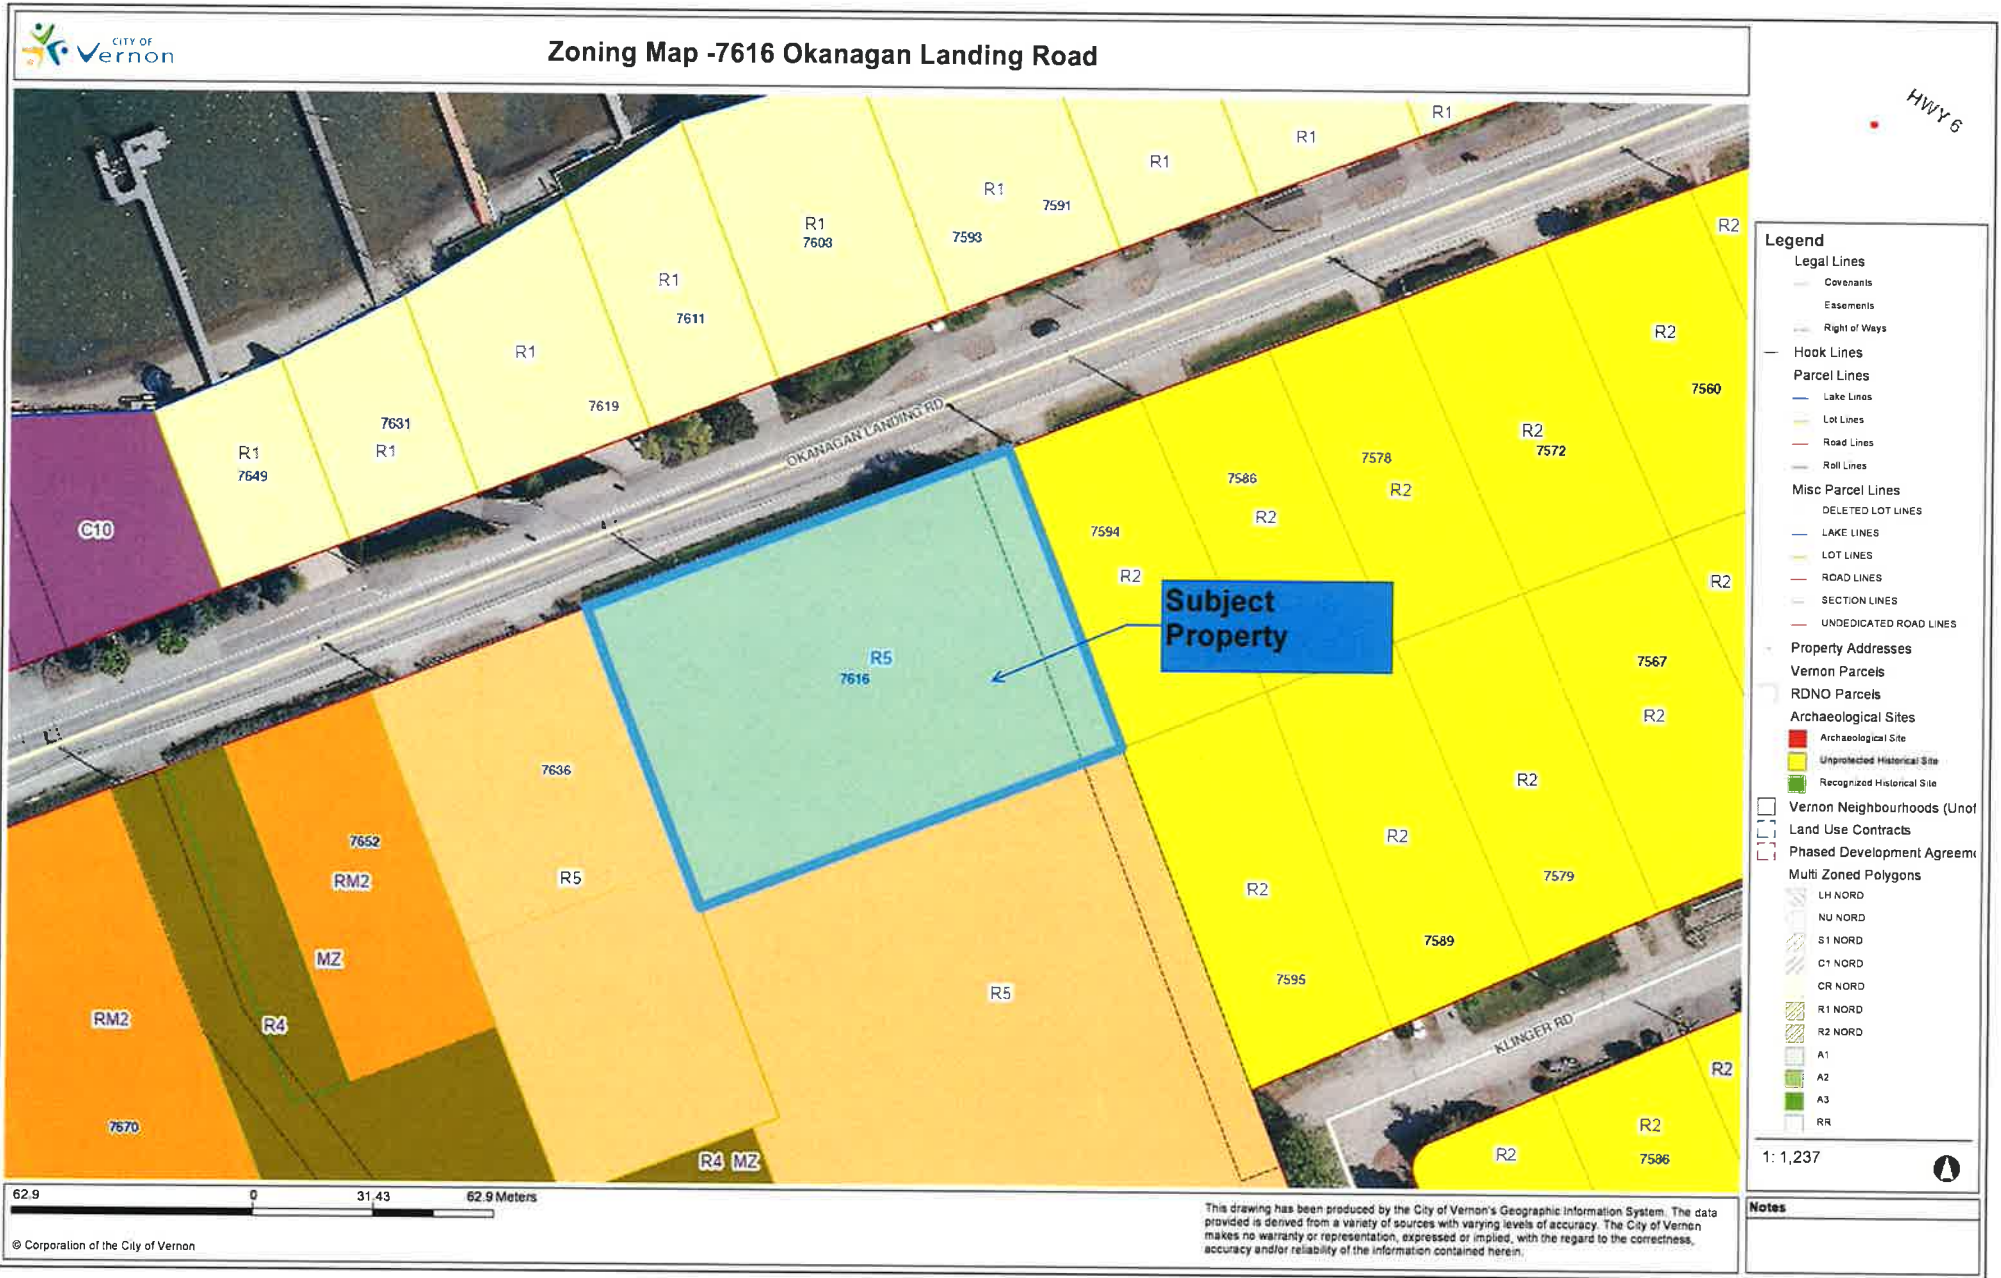 CITY OF
Vernon
Zoning Map -7616 Okanagan Landing Road
HWY 6
R1
R1
R1
R1
7591
7593
R1
7603
R1
7611
R1
7619
7631
R1
R1
7649
C10
OKANAGAN LANDING RD
R2
R2
7560
R2
7572
7578
R2
7586
R2
7594
R2
Subject
Property
R5
7616
R2
7567
R2
R2
R2
7579
R2
7589
7595
7636
R5
7652
RM2
MZ
R5
RM2
R4
7670
R4 MZ
KLINGER RD
R2
R2
7586
R2
Legend
Legal Lines
Covenants
Easements
Right of Ways
Hook Lines
Parcel Lines
Lake Lines
Lot Lines
Road Lines
Roll Lines
Misc Parcel Lines
DELETED LOT LINES
LAKE LINES
LOT LINES
ROAD LINES
SECTION LINES
UNDEDICATED ROAD LINES
Property Addresses
Vernon Parcels
RDNO Parcels
Archaeological Sites
Archaeological Site
Unprotected Historical Site
Recognized Historical Site
Vernon Neighbourhoods (Unof
Land Use Contracts
Phased Development Agreem
Multi Zoned Polygons
LH NORD
NU NORD
S1 NORD
C1 NORD
CR NORD
R1 NORD
R2 NORD
A1
A2
A3
RR
1: 1,237
62.9 0 31.43 62.9 Meters
© Corporation of the City of Vernon
This drawing has been produced by the City of Vernon's Geographic Information System. The data
provided is derived from a variety of sources with varying levels of accuracy. The City of Vernon
makes no warranty or representation, expressed or implied, with the regard to the correctness,
accuracy and/or reliability of the information contained herein.
Notes